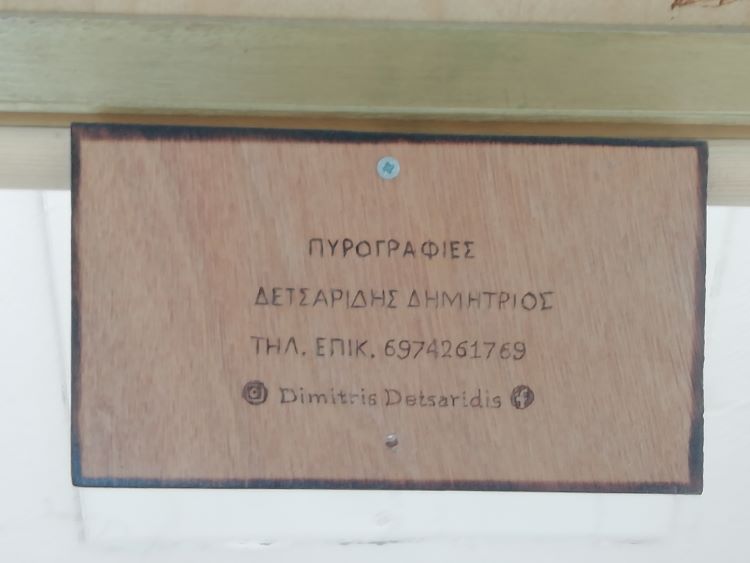 ΠΥΡΟΓΡΑΦΙΕΣ
ΔΕΤΣΑΡΙΔΗΣ ΔΗΜΗΤΡΙΟΣ
ΤΗΛ. ΕΠΙΚ. 6974261769
Dimitris Detsaridis